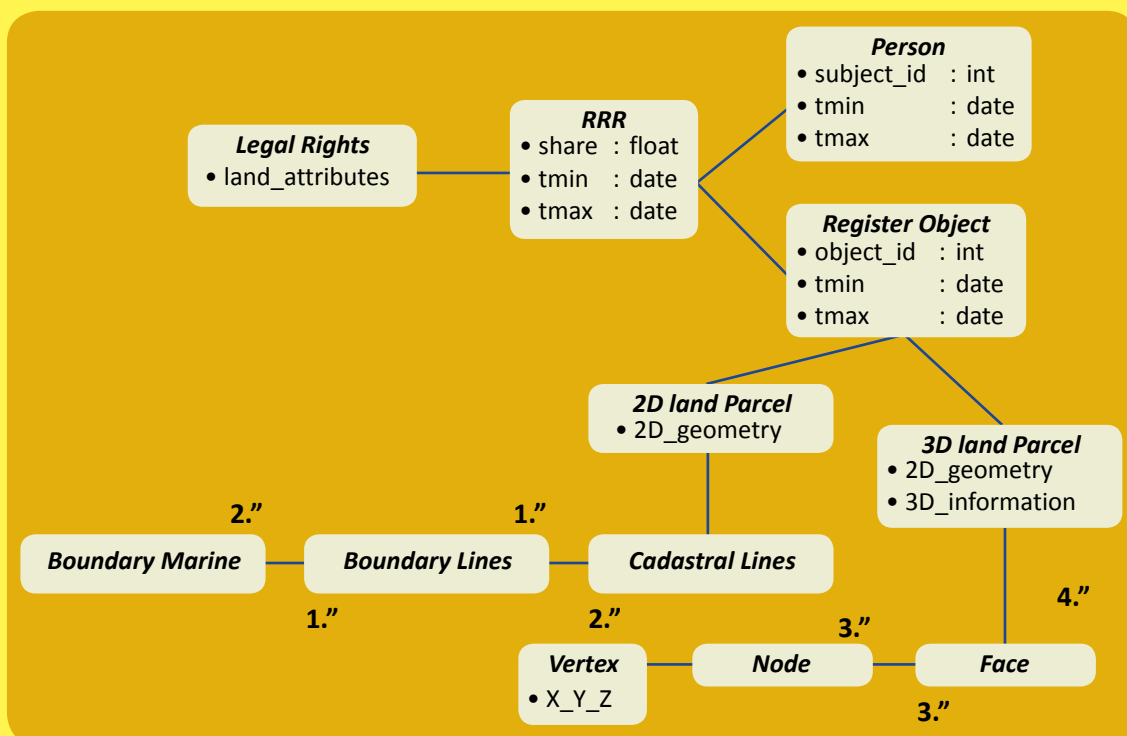 Person
• subject_id : int
• tmin : date
• tmax : date
RRR
• share : float
• tmin : date
• tmax : date
Legal Rights
• land_attributes
Register Object
• object_id : int
• tmin : date
• tmax : date
2D land Parcel
• 2D_geometry
3D land Parcel
• 2D_geometry
• 3D_information
2.” 1.”
Boundary Marine Boundary Lines Cadastral Lines
1.” 2.” 3.” 4.”
Vertex
• X_Y_Z
Node Face
3.”